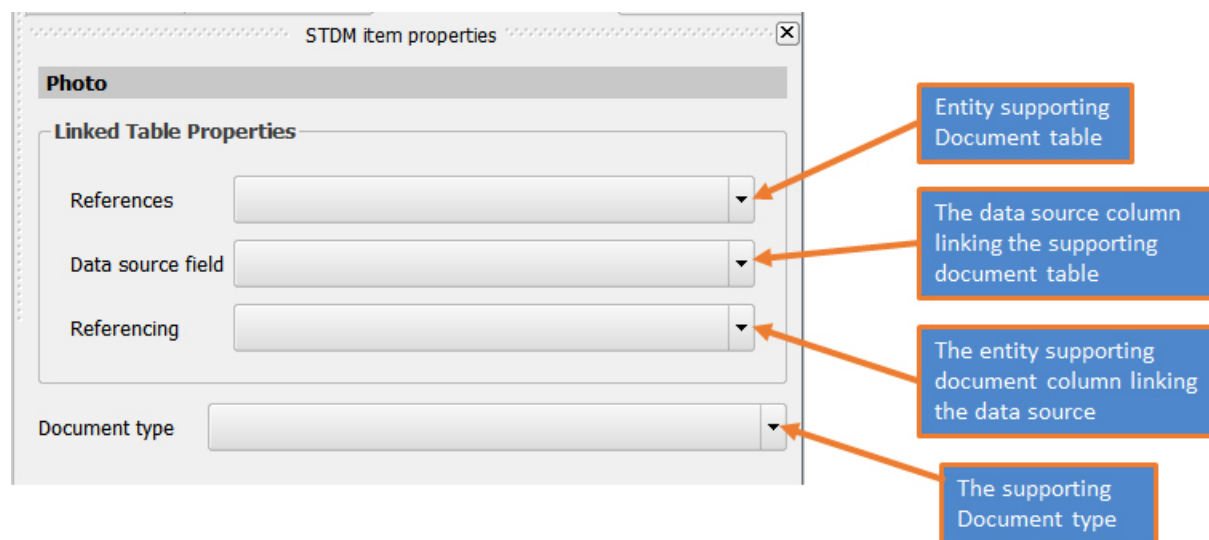 STDM item properties
Photo
Linked Table Properties
References
Data source field
Referencing
Document type
Entity supporting
Document table
The data source column
linking the supporting
document table
The entity supporting
document column linking
the data source
The supporting
Document type